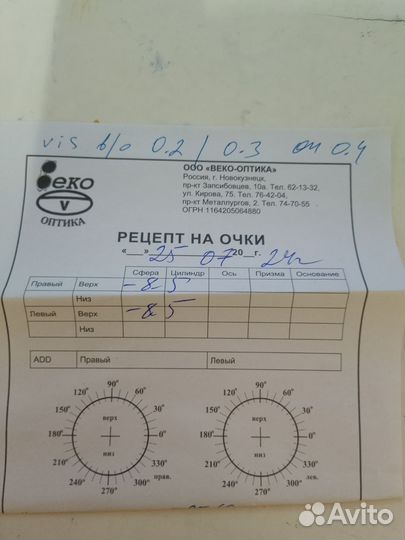 vis b/o 0.2 / 0.3 ou 0.4
Веко
V
ОПТИКА
ООО «ВЕКО-ОПТИКА»
Россия, г. Новокузнецк,
пр-кт Запсибовцев, 10а. Тел. 62-13-32,
ул. Кирова, 75. Тел. 76-42-04,
пр-кт Металлургов, 2. Тел. 74-70-55
ОГРН 1164205064880
РЕЦЕПТ НА ОЧКИ
«__» 25 07 20__г. 24г
Сфера Цилиндр Ось Призма Основание
Правый Верх -8.5
Низ
Левый Верх -8.5
Низ
ADD Правый Левый
90° 90°
120° 60° 120° 60°
150° верх 30° 150° верх 30°
180° 0° 180° 0°
210° низ 330° 210° низ 330°
240° 300° прав. 240° 300° лев.
270° 270°
Avito